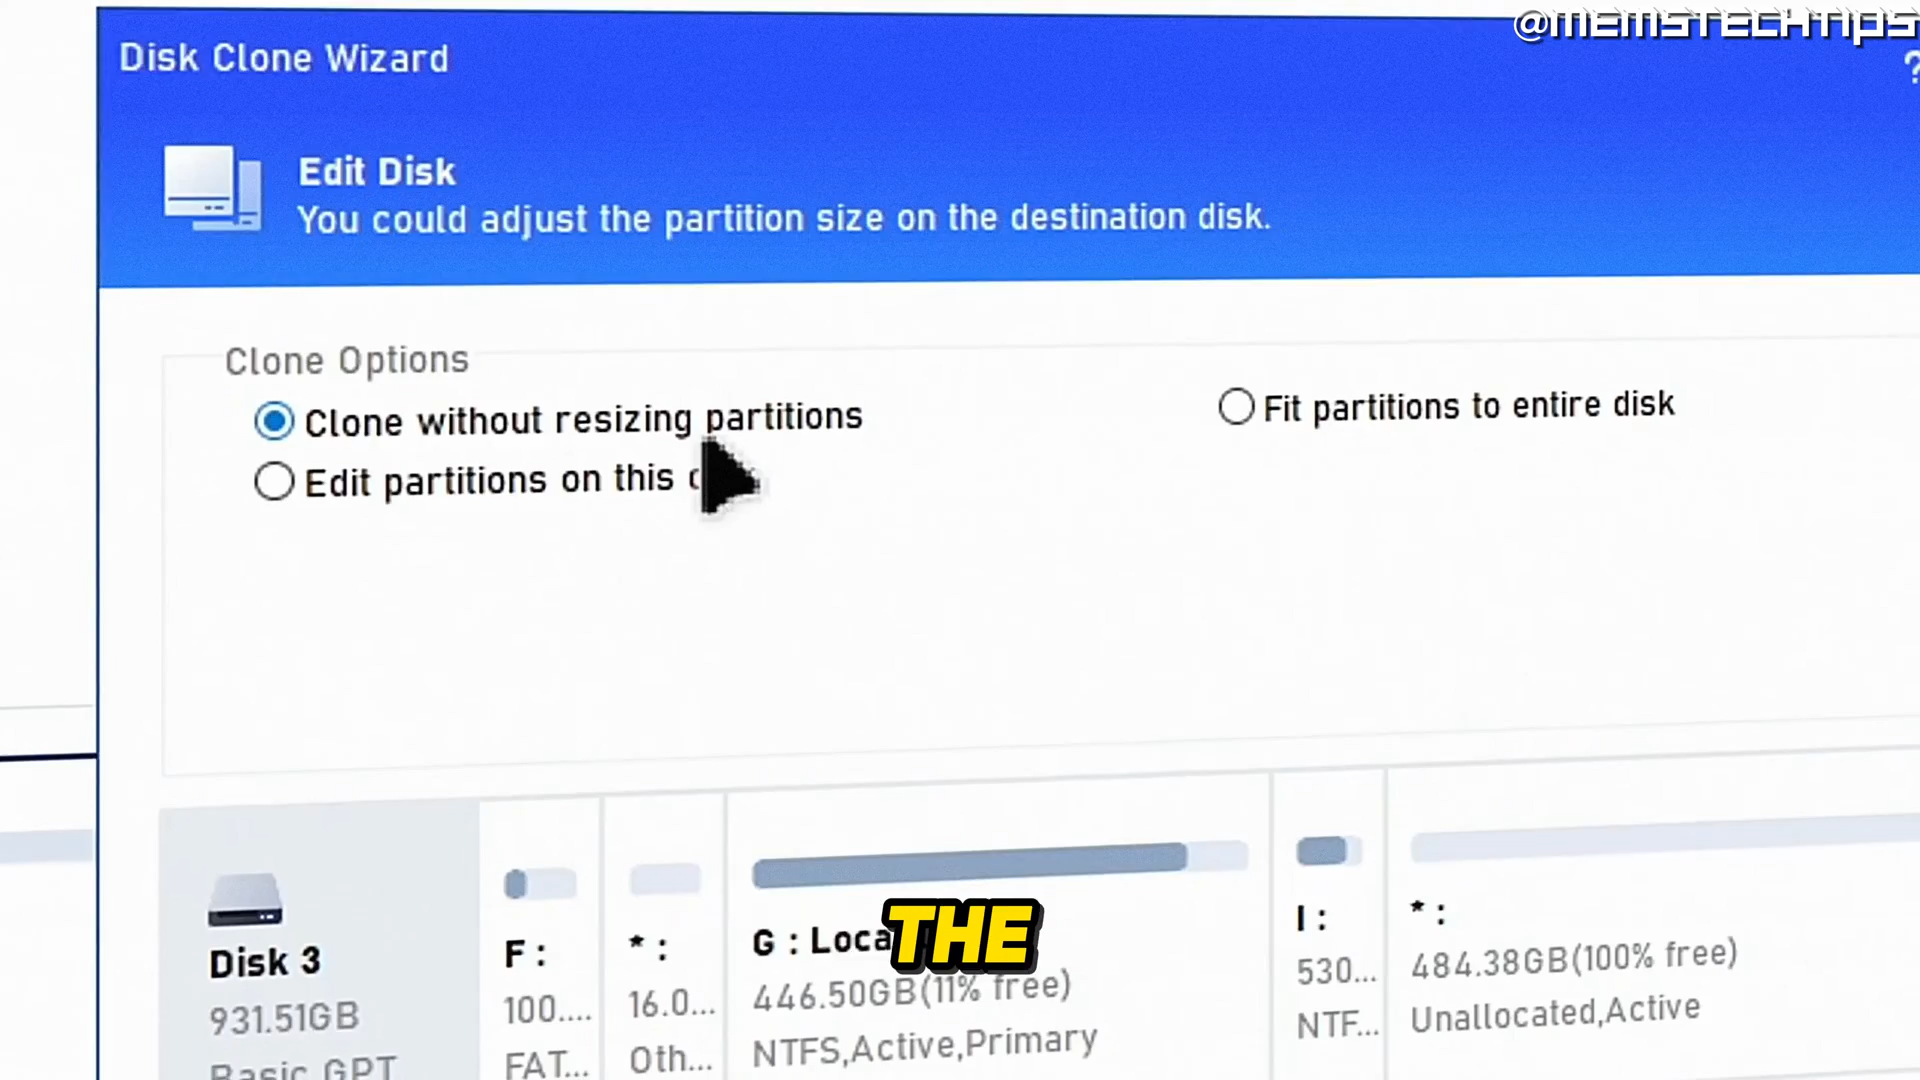 @MEMSTECHTIPS
Disk Clone Wizard
?
Edit Disk
You could adjust the partition size on the destination disk.
Clone Options
Clone without resizing partitions
Fit partitions to entire disk
Edit partitions on this
Disk 3
931.51GB
Basic GPT
F :
100....
FAT...
* :
16.0...
Oth...
G : Loca
446.50GB(11% free)
NTFS,Active,Primary
I :
530...
NTF...
* :
484.38GB(100% free)
Unallocated,Active
THE